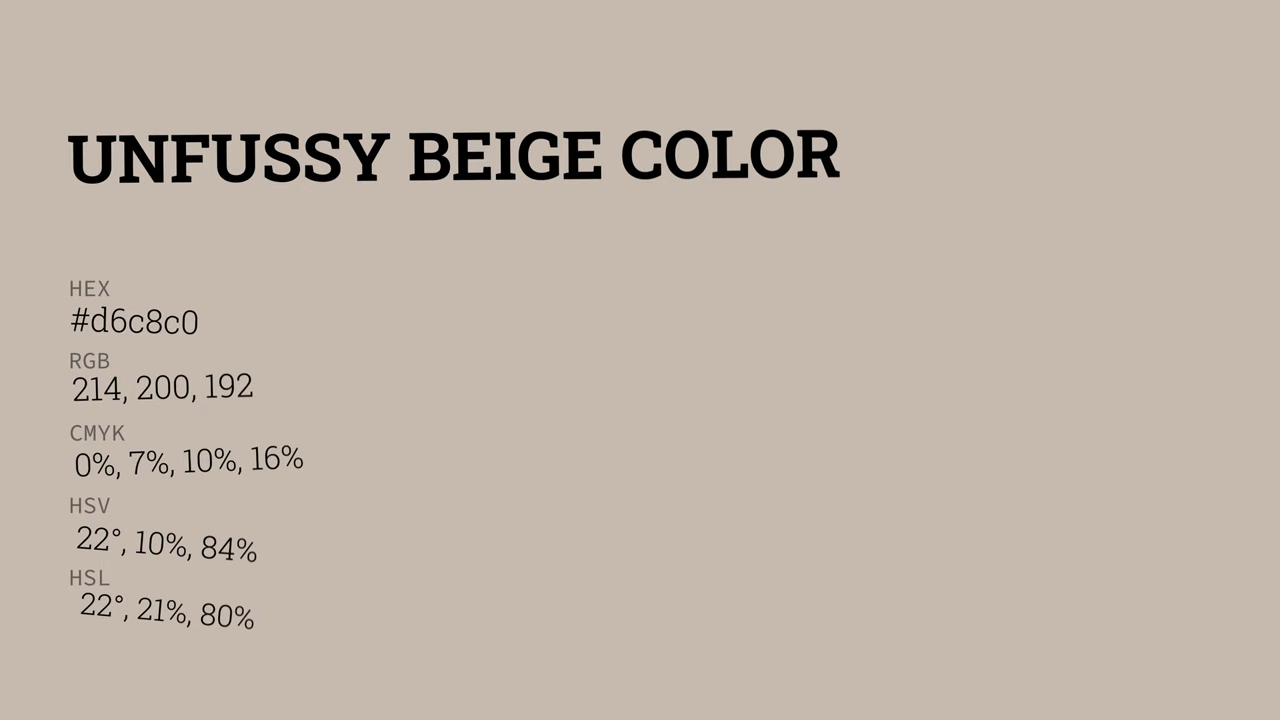 UNFUSSY BEIGE COLOR
HEX
#d6c8c0
RGB
214, 200, 192
CMYK
0%, 7%, 10%, 16%
HSV
22°, 10%, 84%
HSL
22°, 21%, 80%